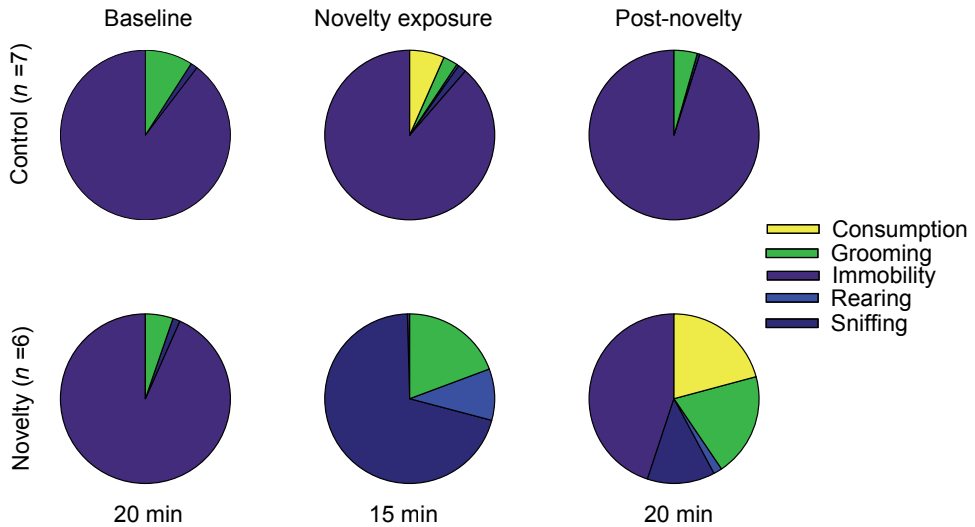 Baseline
Novelty exposure
Post-novelty
Control (n =7)
Consumption
Grooming
Immobility
Rearing
Sniffing
Novelty (n =6)
20 min
15 min
20 min